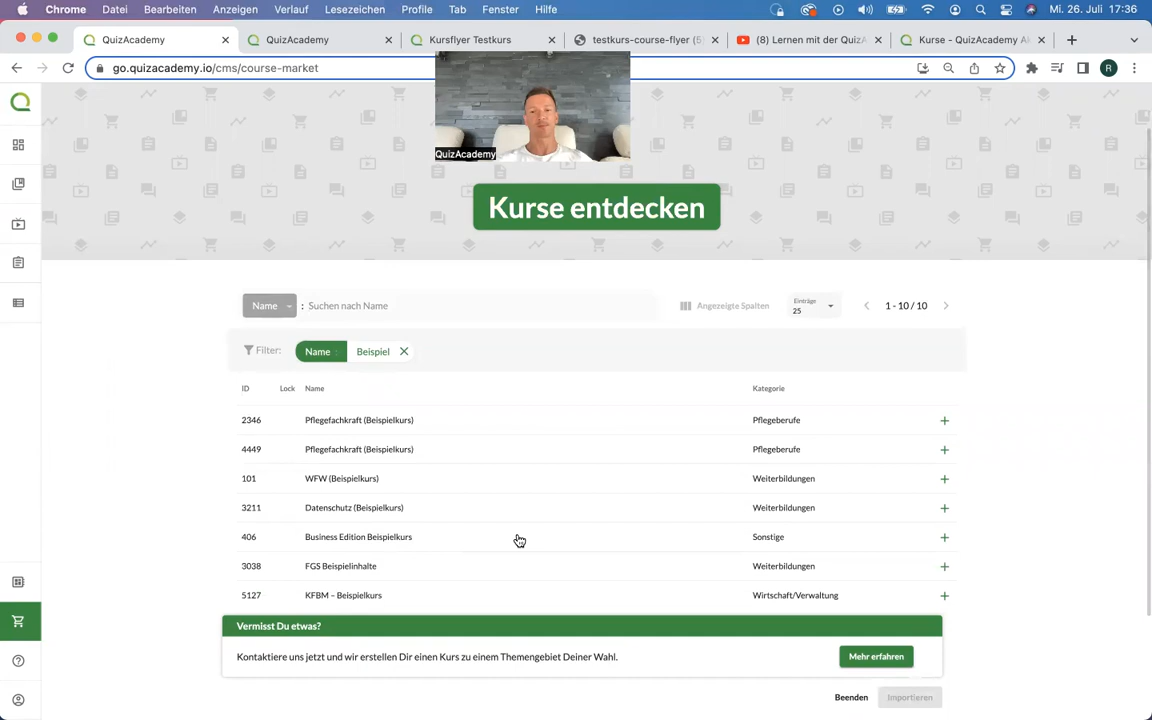 Chrome Datei Bearbeiten Anzeigen Verlauf Lesezeichen Profile Tab Fenster Hilfe Mi. 26. Juli 17:36
QuizAcademy QuizAcademy Kursflyer Testkurs testkurs-course-flyer (5) (8) Lernen mit der QuizA Kurse - QuizAcademy Ak
go.quizacademy.io/cms/course-market R
QuizAcademy
Kurse entdecken
Name : Suchen nach Name Angezeigte Spalten Einträge 25 1 - 10 / 10
Filter: Name : Beispiel
ID Lock Name Kategorie
2346 Pflegefachkraft (Beispielkurs) Pflegeberufe +
4449 Pflegefachkraft (Beispielkurs) Pflegeberufe +
101 WFW (Beispielkurs) Weiterbildungen +
3211 Datenschutz (Beispielkurs) Weiterbildungen +
406 Business Edition Beispielkurs Sonstige +
3038 FGS Beispielinhalte Weiterbildungen +
5127 KFBM – Beispielkurs Wirtschaft/Verwaltung +
Vermisst Du etwas?
Kontaktiere uns jetzt und wir erstellen Dir einen Kurs zu einem Themengebiet Deiner Wahl. Mehr erfahren
Beenden Importieren